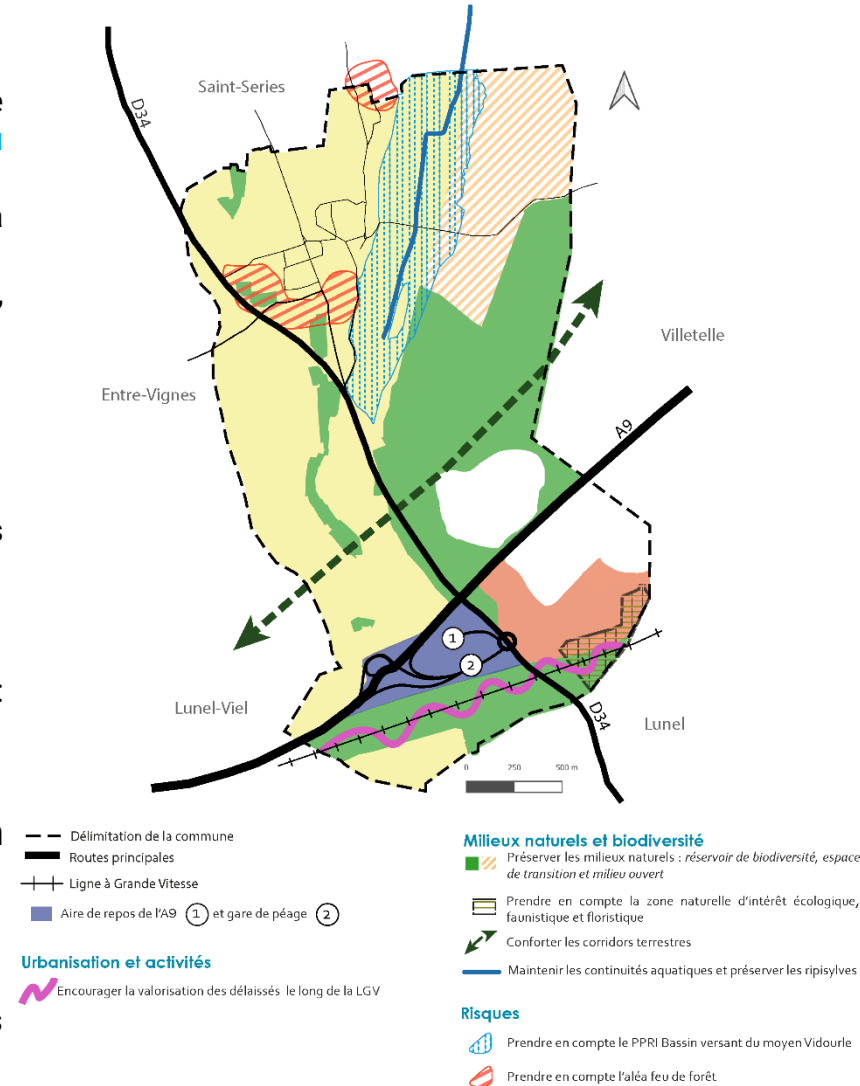 Saint-Series
D34
Villetelle
Entre-Vignes
A9
1
2
Lunel-Viel
D34
Lunel
0 250 500 m
Délimitation de la commune
Routes principales
Ligne à Grande Vitesse
Aire de repos de l'A9 1 et gare de péage 2
Urbanisation et activités
Encourager la valorisation des délaissés le long de la LGV
Milieux naturels et biodiversité
Préserver les milieux naturels : réservoir de biodiversité, espace
de transition et milieu ouvert
Prendre en compte la zone naturelle d'intérêt écologique,
faunistique et floristique
Conforter les corridors terrestres
Maintenir les continuités aquatiques et préserver les ripisylves
Risques
Prendre en compte le PPRI Bassin versant du moyen Vidourle
Prendre en compte l'aléa feu de forêt